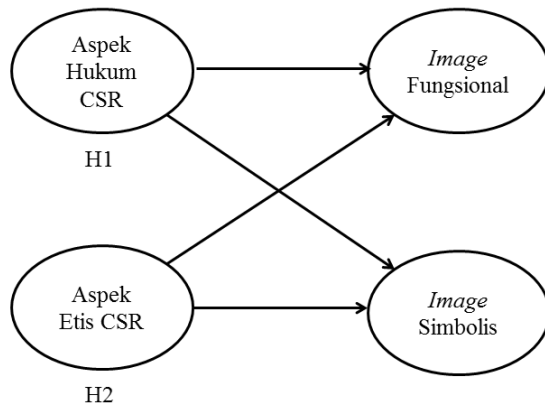 Aspek
Hukum
CSR
Image
Fungsional
H1
Aspek
Etis CSR
Image
Simbolis
H2